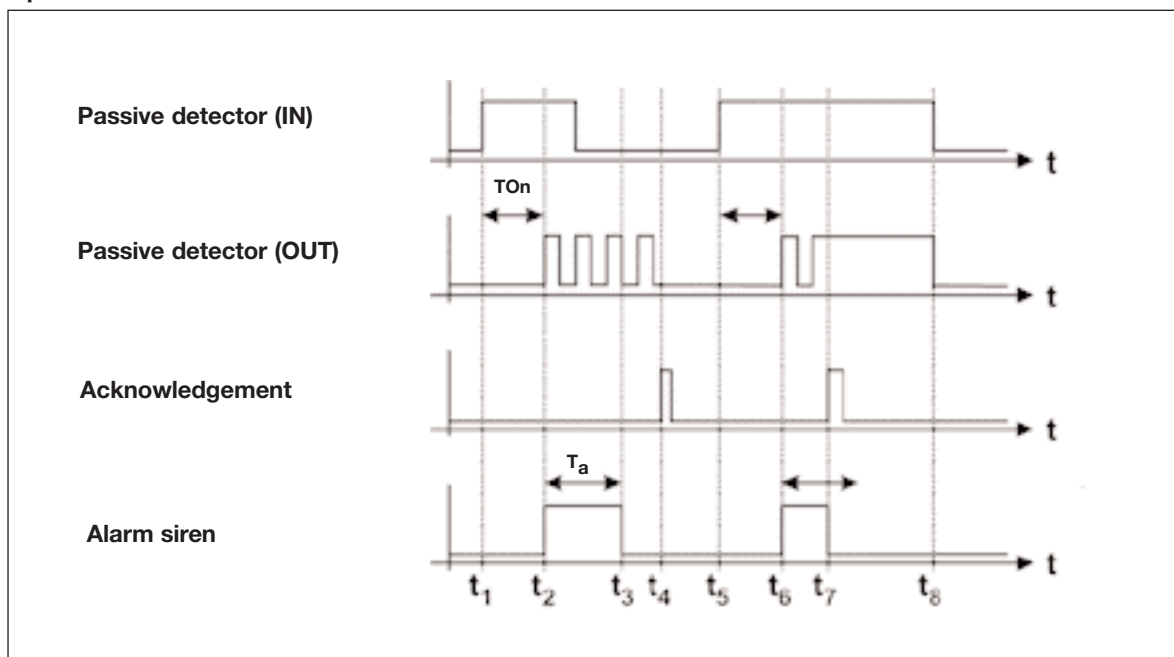 Passive detector (IN)
t
TOn
Passive detector (OUT)
t
Acknowledgement
t
Ta
Alarm siren
t
t1 t2 t3 t4 t5 t6 t7 t8